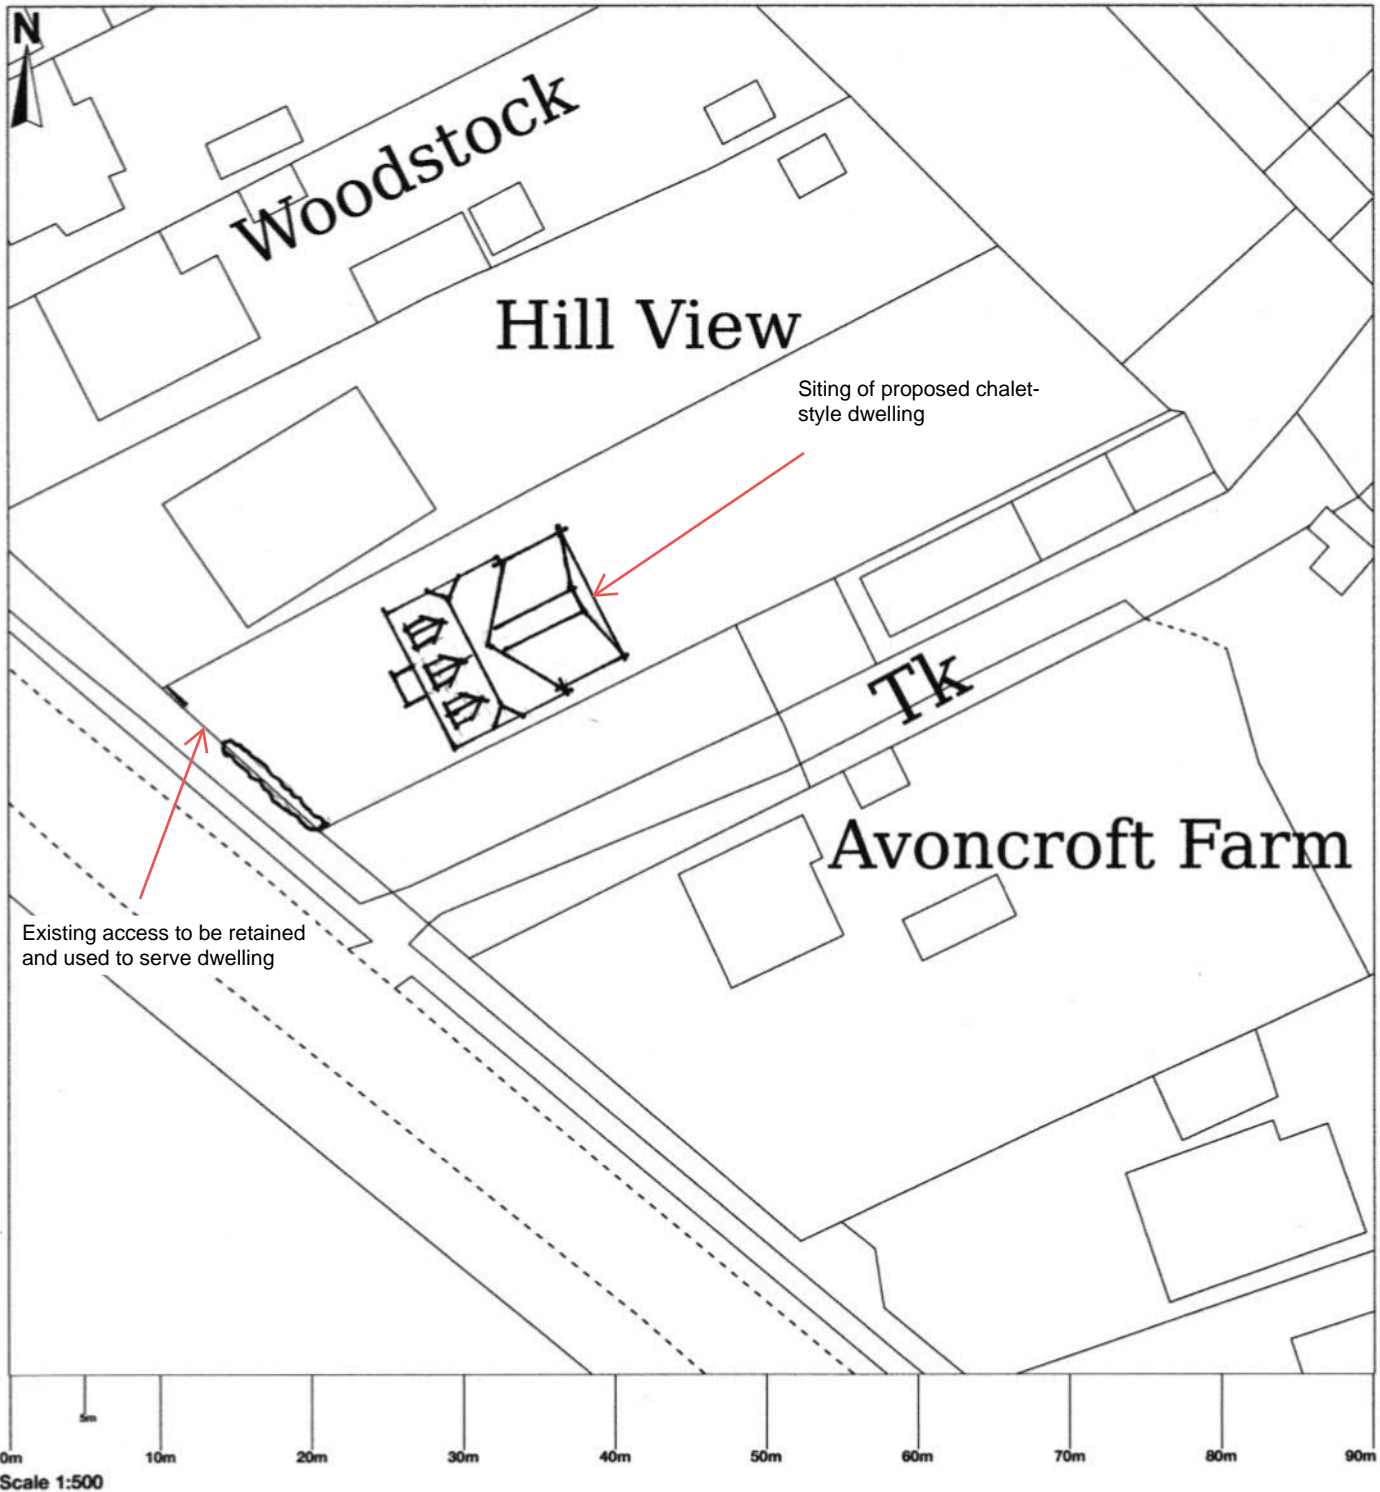 N
Woodstock
Hill View
Siting of proposed chalet-
style dwelling
Tk
Avoncroft Farm
Existing access to be retained
and used to serve dwelling
5m
0m 10m 20m 30m 40m 50m 60m 70m 80m 90m
Scale 1:500